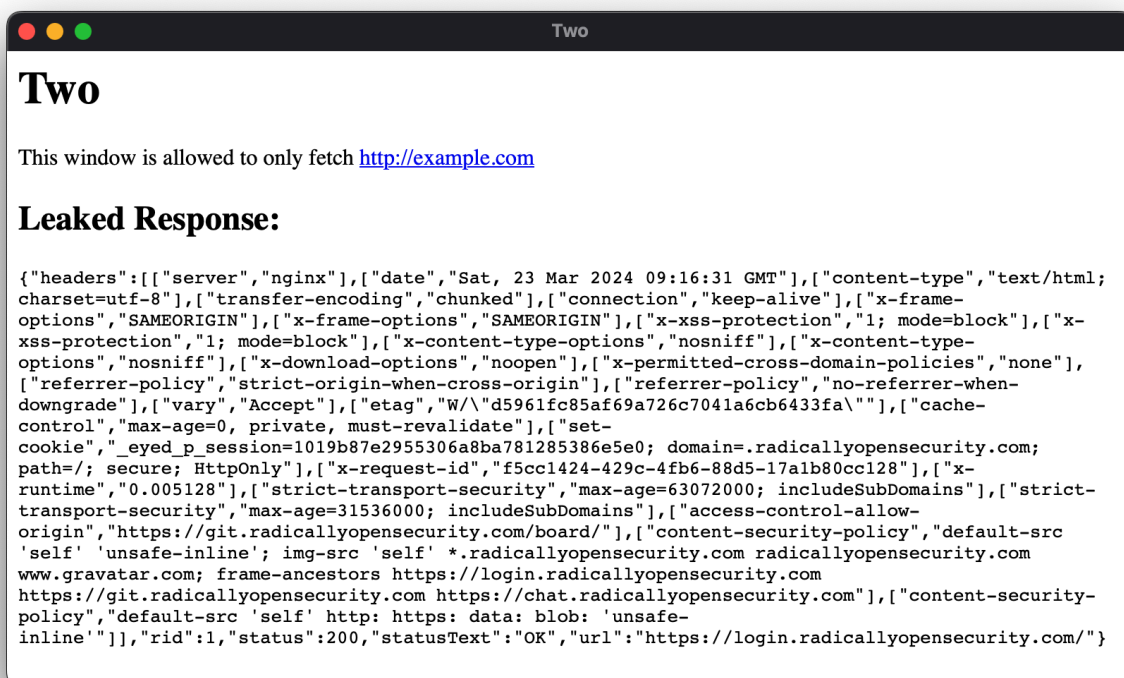 Two
Two
This window is allowed to only fetch http://example.com
Leaked Response:
{"headers":[["server","nginx"],["date","Sat, 23 Mar 2024 09:16:31 GMT"],["content-type","text/html;
charset=utf-8"],["transfer-encoding","chunked"],["connection","keep-alive"],["x-frame-
options","SAMEORIGIN"],["x-frame-options","SAMEORIGIN"],["x-xss-protection","1; mode=block"],["x-
xss-protection","1; mode=block"],["x-content-type-options","nosniff"],["x-content-type-
options","nosniff"],["x-download-options","noopen"],["x-permitted-cross-domain-policies","none"],
["referrer-policy","strict-origin-when-cross-origin"],["referrer-policy","no-referrer-when-
downgrade"],["vary","Accept"],["etag","W/\"d5961fc85af69a726c7041a6cb6433fa\""],["cache-
control","max-age=0, private, must-revalidate"],["set-
cookie","_eyed_p_session=1019b87e2955306a8ba781285386e5e0; domain=.radicallyopensecurity.com;
path=/; secure; HttpOnly"],["x-request-id","f5cc1424-429c-4fb6-88d5-17a1b80cc128"],["x-
runtime","0.005128"],["strict-transport-security","max-age=63072000; includeSubDomains"],["strict-
transport-security","max-age=31536000; includeSubDomains"],["access-control-allow-
origin","https://git.radicallyopensecurity.com/board/"],["content-security-policy","default-src
'self' 'unsafe-inline'; img-src 'self' *.radicallyopensecurity.com radicallyopensecurity.com
www.gravatar.com; frame-ancestors https://login.radicallyopensecurity.com
https://git.radicallyopensecurity.com https://chat.radicallyopensecurity.com"],["content-security-
policy","default-src 'self' http: https: data: blob: 'unsafe-
inline'"]],"rid":1,"status":200,"statusText":"OK","url":"https://login.radicallyopensecurity.com/"}